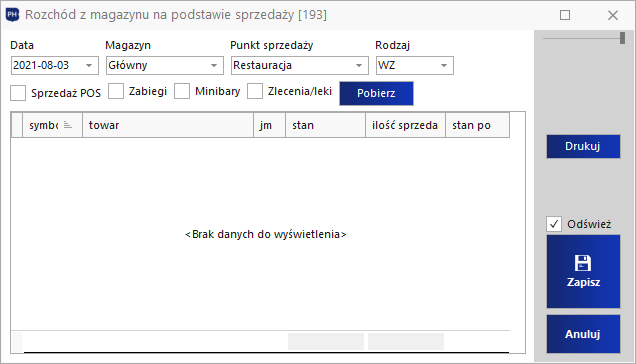 PH+ Rozchód z magazynu na podstawie sprzedaży [193]
Data Magazyn Punkt sprzedaży Rodzaj
2021-08-03 Główny Restauracja WZ
Sprzedaż POS Zabiegi Minibary Zlecenia/leki Pobierz
symbo towar jm stan ilość sprzeda stan po
Drukuj
<Brak danych do wyświetlenia>
Odśwież
Zapisz
Anuluj